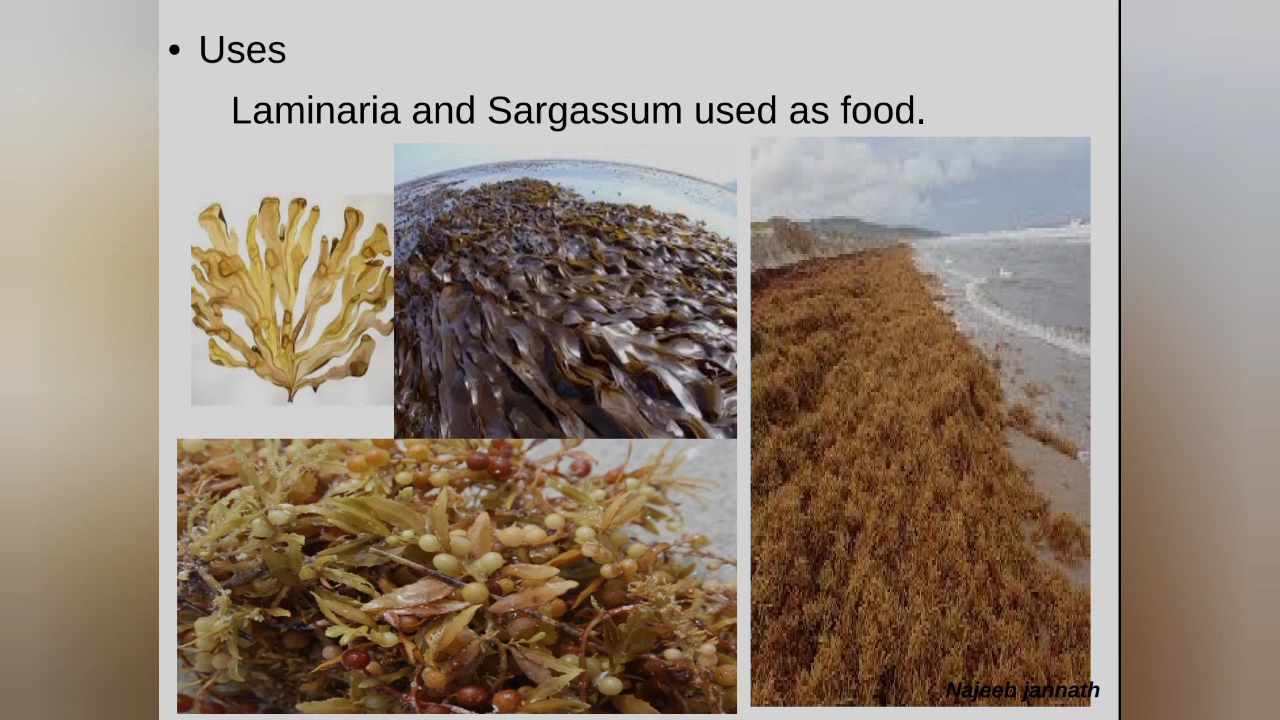 • Uses
Laminaria and Sargassum used as food.
Najeeb jannath